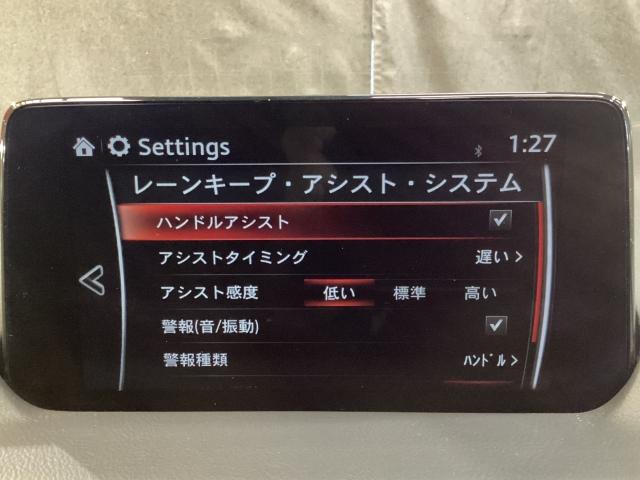 Settings 1:27
レーンキープ・アシスト・システム
ハンドルアシスト
アシストタイミング 遅い >
アシスト感度 低い 標準 高い
警報(音/振動)
警報種類 ﾊﾝﾄﾞﾙ >